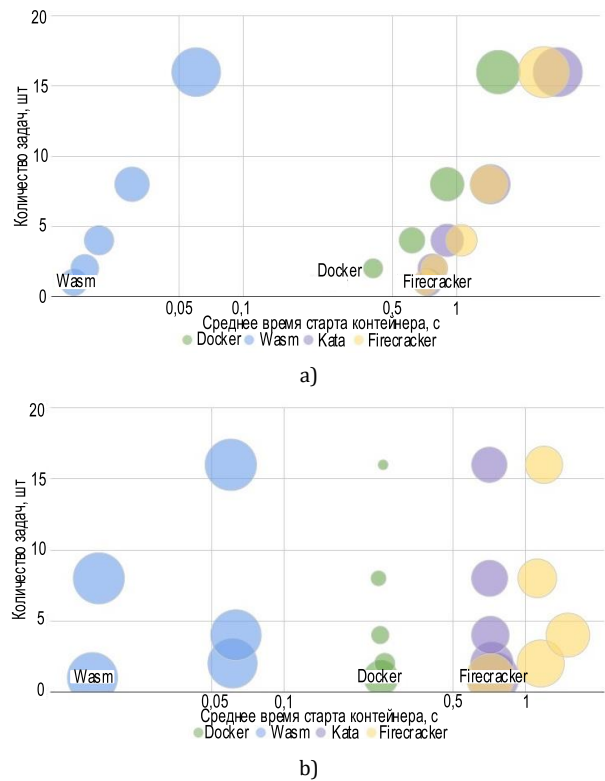 20
15
10
5
0
Количество задач, шт
Wasm
Docker
Firecracker
0,05
0,1
0,5
1
Среднее время старта контейнера, с
Docker Wasm Kata Firecracker
a)
20
15
10
5
0
Количество задач, шт
Wasm
Docker
Firecracker
0,05
0,1
0,5
1
Среднее время старта контейнера, с
Docker Wasm Kata Firecracker
b)